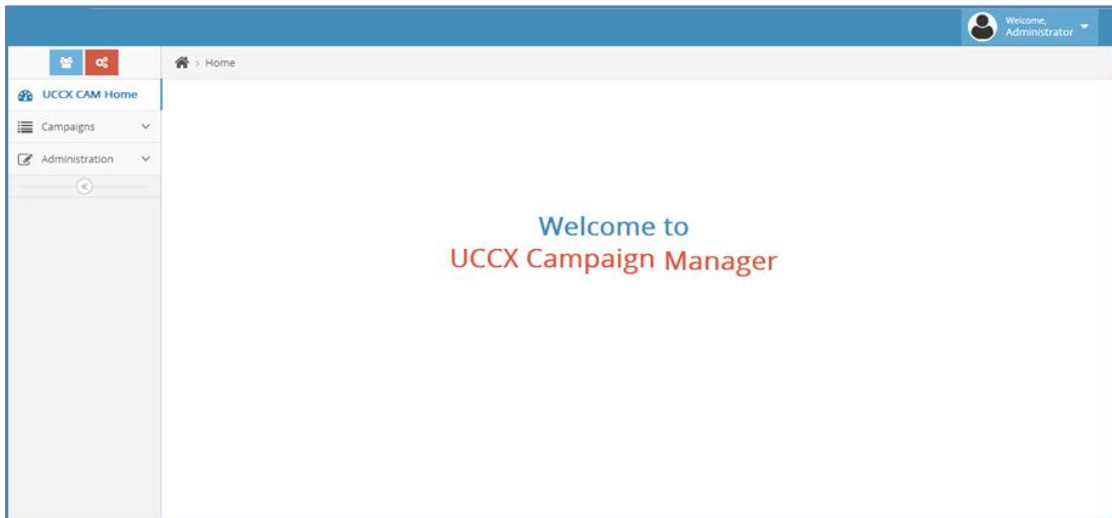 Welcome,
Administrator
Home
UCCX CAM Home
Campaigns
Administration
Welcome to
UCCX Campaign Manager